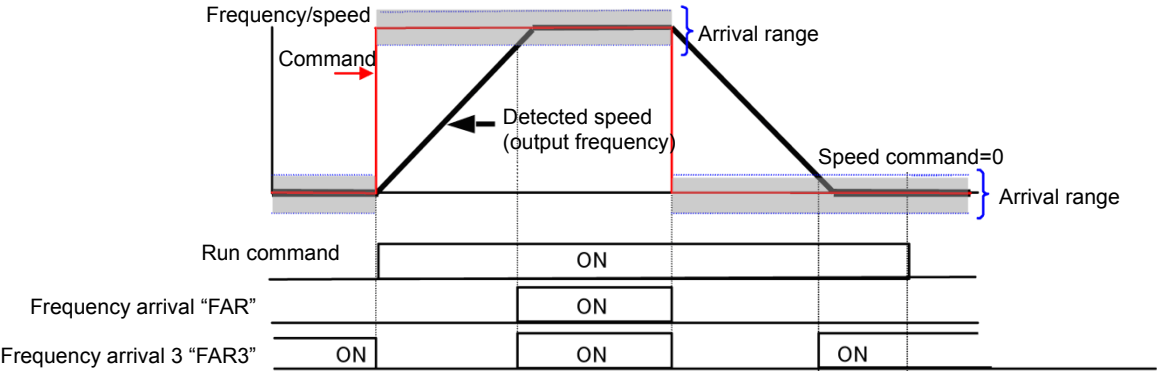 Frequency/speed
Arrival range
Command
Detected speed
(output frequency)
Speed command=0
Arrival range
Run command
ON
Frequency arrival “FAR”
ON
Frequency arrival 3 “FAR3”
ON
ON
ON